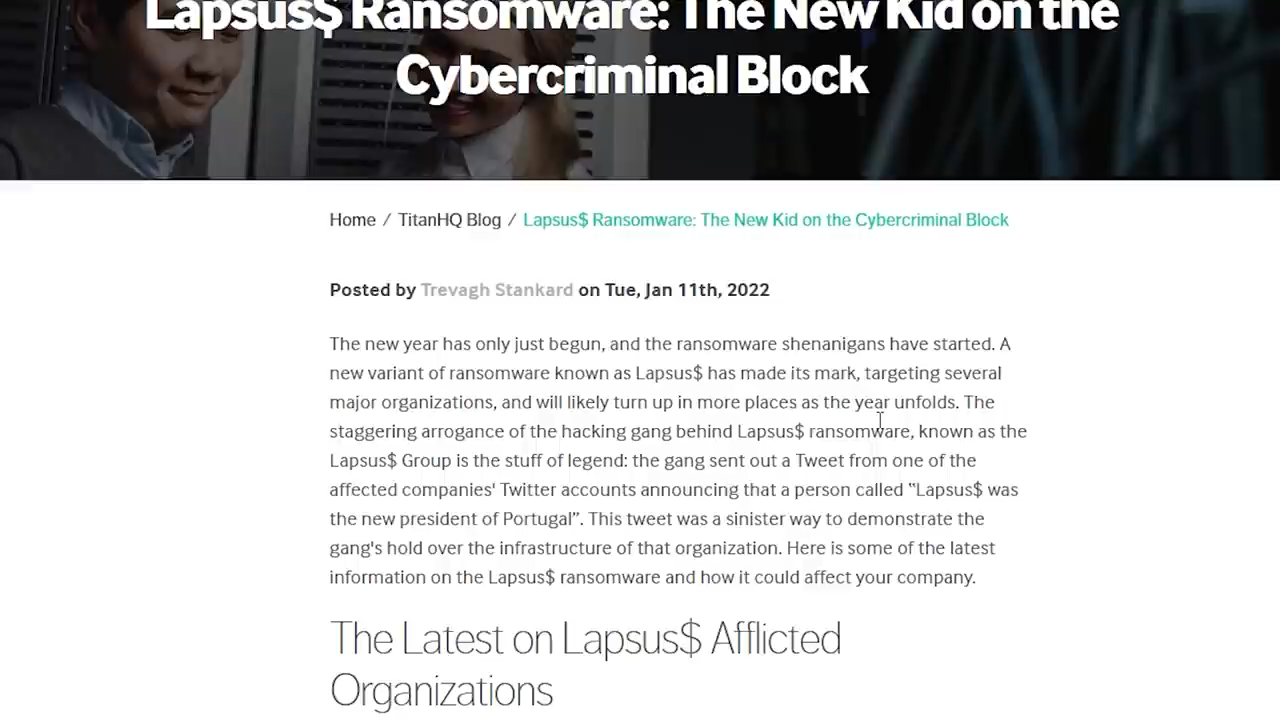 Lapsus$ Ransomware: The New Kid on the
Cybercriminal Block
Home / TitanHQ Blog / Lapsus$ Ransomware: The New Kid on the Cybercriminal Block
Posted by Trevagh Stankard on Tue, Jan 11th, 2022
The new year has only just begun, and the ransomware shenanigans have started. A
new variant of ransomware known as Lapsus$ has made its mark, targeting several
major organizations, and will likely turn up in more places as the year unfolds. The
staggering arrogance of the hacking gang behind Lapsus$ ransomware, known as the
Lapsus$ Group is the stuff of legend: the gang sent out a Tweet from one of the
affected companies' Twitter accounts announcing that a person called “Lapsus$ was
the new president of Portugal”. This tweet was a sinister way to demonstrate the
gang's hold over the infrastructure of that organization. Here is some of the latest
information on the Lapsus$ ransomware and how it could affect your company.
The Latest on Lapsus$ Afflicted
Organizations